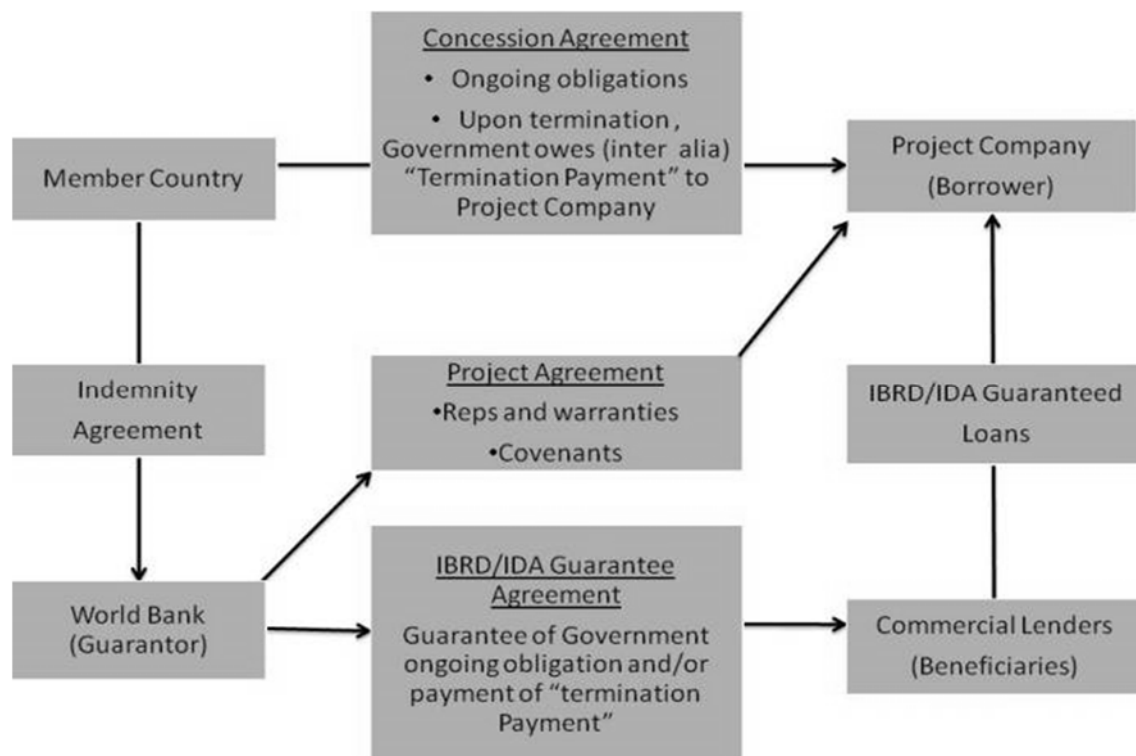 Concession Agreement
• Ongoing obligations
• Upon termination ,
Government owes (inter alia)
“Termination Payment” to
Project Company
Member Country
Project Company
(Borrower)
Indemnity
Agreement
Project Agreement
•Reps and warranties
•Covenants
IBRD/IDA Guaranteed
Loans
World Bank
(Guarantor)
IBRD/IDA Guarantee
Agreement
Guarantee of Government
ongoing obligation and/or
payment of “termination
Payment”
Commercial Lenders
(Beneficiaries)